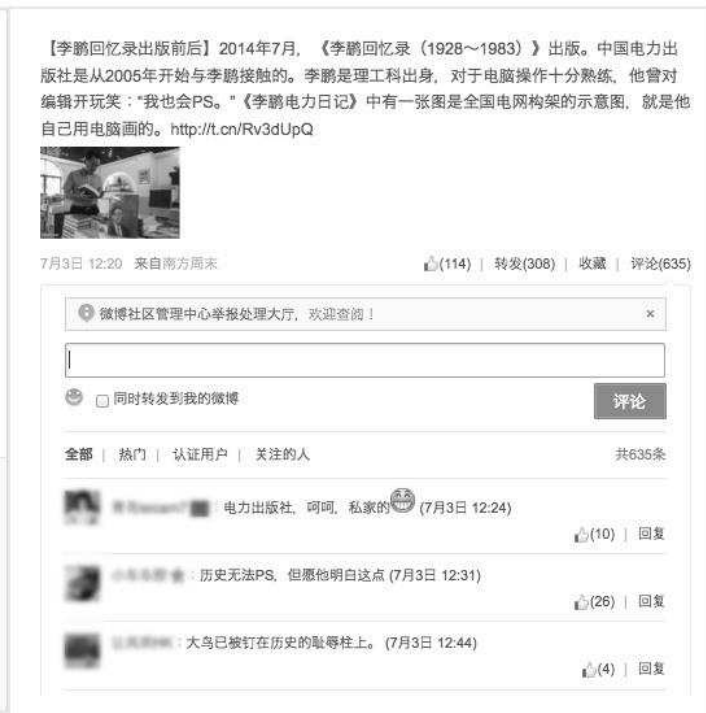 【李鹏回忆录出版前后】2014年7月，《李鹏回忆录（1928～1983）》出版。中国电力出
版社是从2005年开始与李鹏接触的。李鹏是理工科出身，对于电脑操作十分熟练，他曾对
编辑开玩笑："我也会PS。"《李鹏电力日记》中有一张图是全国电网构架的示意图，就是他
自己用电脑画的。http://t.cn/Rv3dUpQ
7月3日 12:20 来自南方周末 (114) | 转发(308) | 收藏 | 评论(635)
微博社区管理中心举报处理大厅，欢迎查阅！ ×
同时转发到我的微博 评论
全部 | 热门 | 认证用户 | 关注的人 共635条
：电力出版社，呵呵，私家的 (7月3日 12:24)
(10) | 回复
：历史无法PS，但愿他明白这点 (7月3日 12:31)
(26) | 回复
：大鸟已被钉在历史的耻辱柱上。 (7月3日 12:44)
(4) | 回复